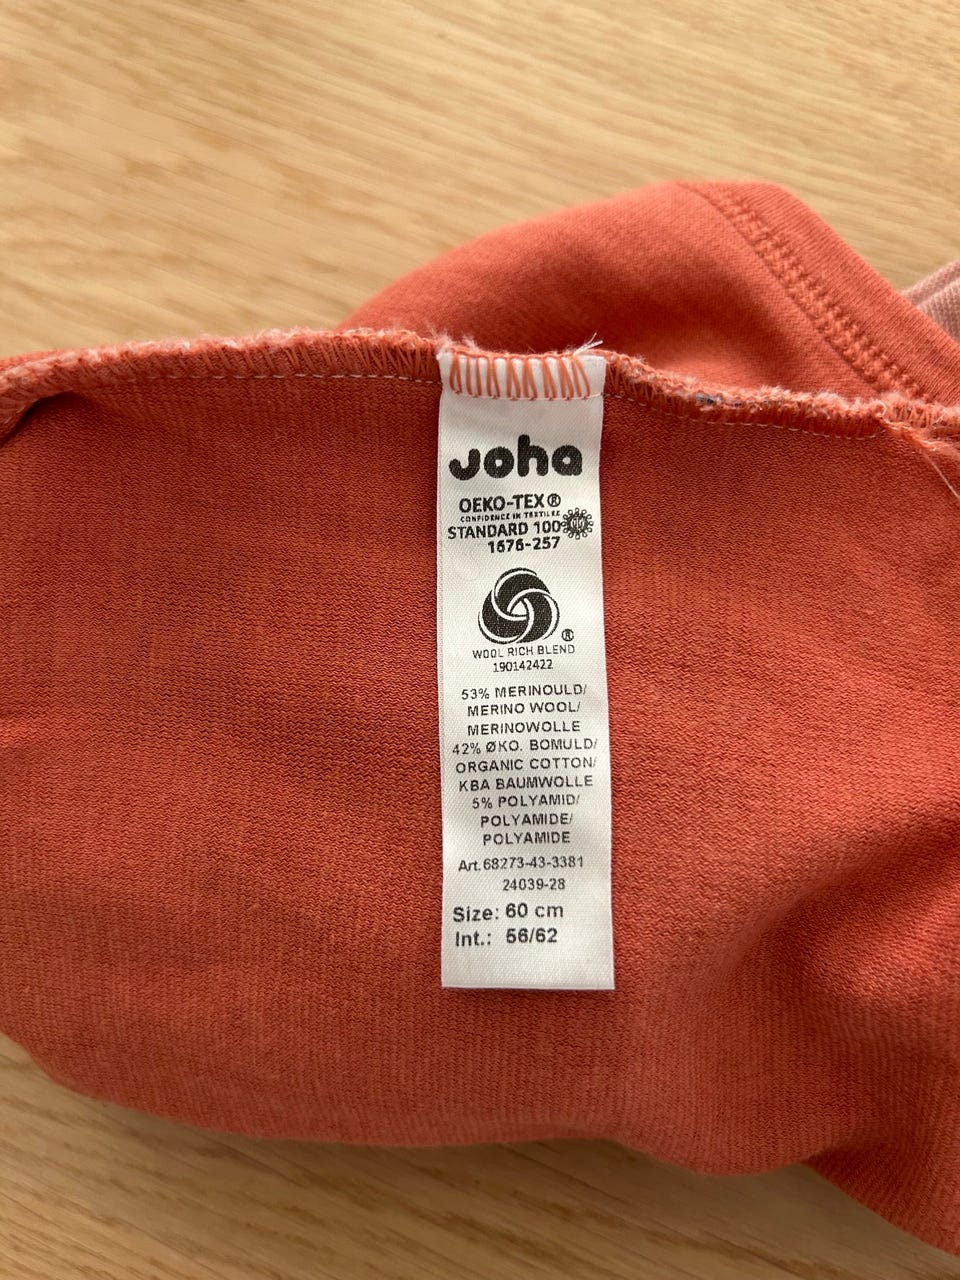 Joha
OEKO-TEX®
CONFIDENCE IN TEXTILES
STANDARD 100
1676-257
®
WOOL RICH BLEND
190142422
53% MERINOULD/
MERINO WOOL/
MERINOWOLLE
42% ØKO. BOMULD/
ORGANIC COTTON/
KBA BAUMWOLLE
5% POLYAMID/
POLYAMIDE/
POLYAMIDE
Art.68273-43-3381
24039-28
Size: 60 cm
Int.: 56/62